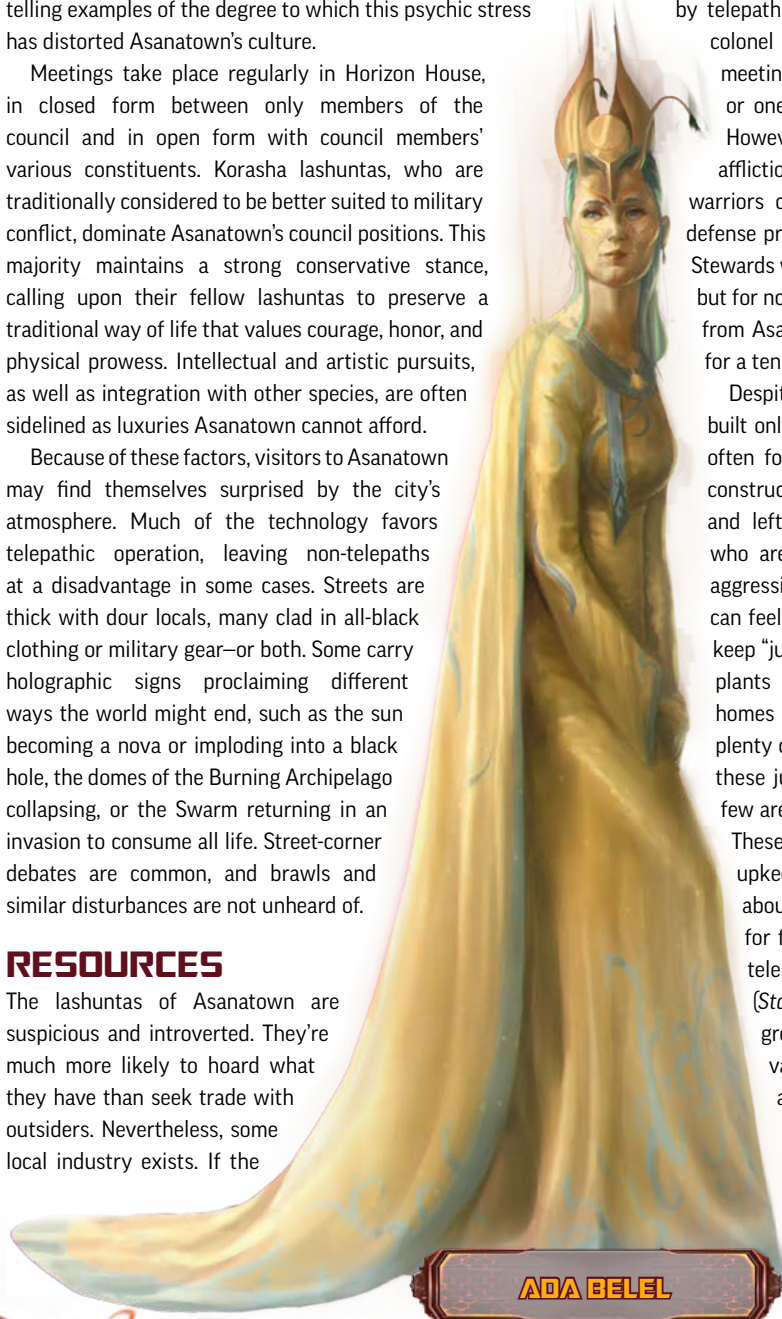 telling examples of the degree to which this psychic stress
has distorted Asanatown's culture.
Meetings take place regularly in Horizon House,
in closed form between only members of the
council and in open form with council members'
various constituents. Korasha lashuntas, who are
traditionally considered to be better suited to military
conflict, dominate Asanatown's council positions. This
majority maintains a strong conservative stance,
calling upon their fellow lashuntas to preserve a
traditional way of life that values courage, honor, and
physical prowess. Intellectual and artistic pursuits,
as well as integration with other species, are often
sidelined as luxuries Asanatown cannot afford.
Because of these factors, visitors to Asanatown
may find themselves surprised by the city's
atmosphere. Much of the technology favors
telepathic operation, leaving non-telepaths
at a disadvantage in some cases. Streets are
thick with dour locals, many clad in all-black
clothing or military gear—or both. Some carry
holographic signs proclaiming different
ways the world might end, such as the sun
becoming a nova or imploding into a black
hole, the domes of the Burning Archipelago
collapsing, or the Swarm returning in an
invasion to consume all life. Street-corner
debates are common, and brawls and
similar disturbances are not unheard of.
RESOURCES
The lashuntas of Asanatown are
suspicious and introverted. They're
much more likely to hoard what
they have than seek trade with
outsiders. Nevertheless, some
local industry exists. If the
by telepath
colonel
meetin
or one
Howev
afflictio
warriors o
defense pr
Stewards v
but for no
from Asa
for a ten
Despit
built onl
often fo
construc
and left
who are
aggressi
can feel
keep "ju
plants
homes
plenty o
these ju
few are
These
upke
abou
for f
tele
(Sta
gr
va
a
ADA BELEL